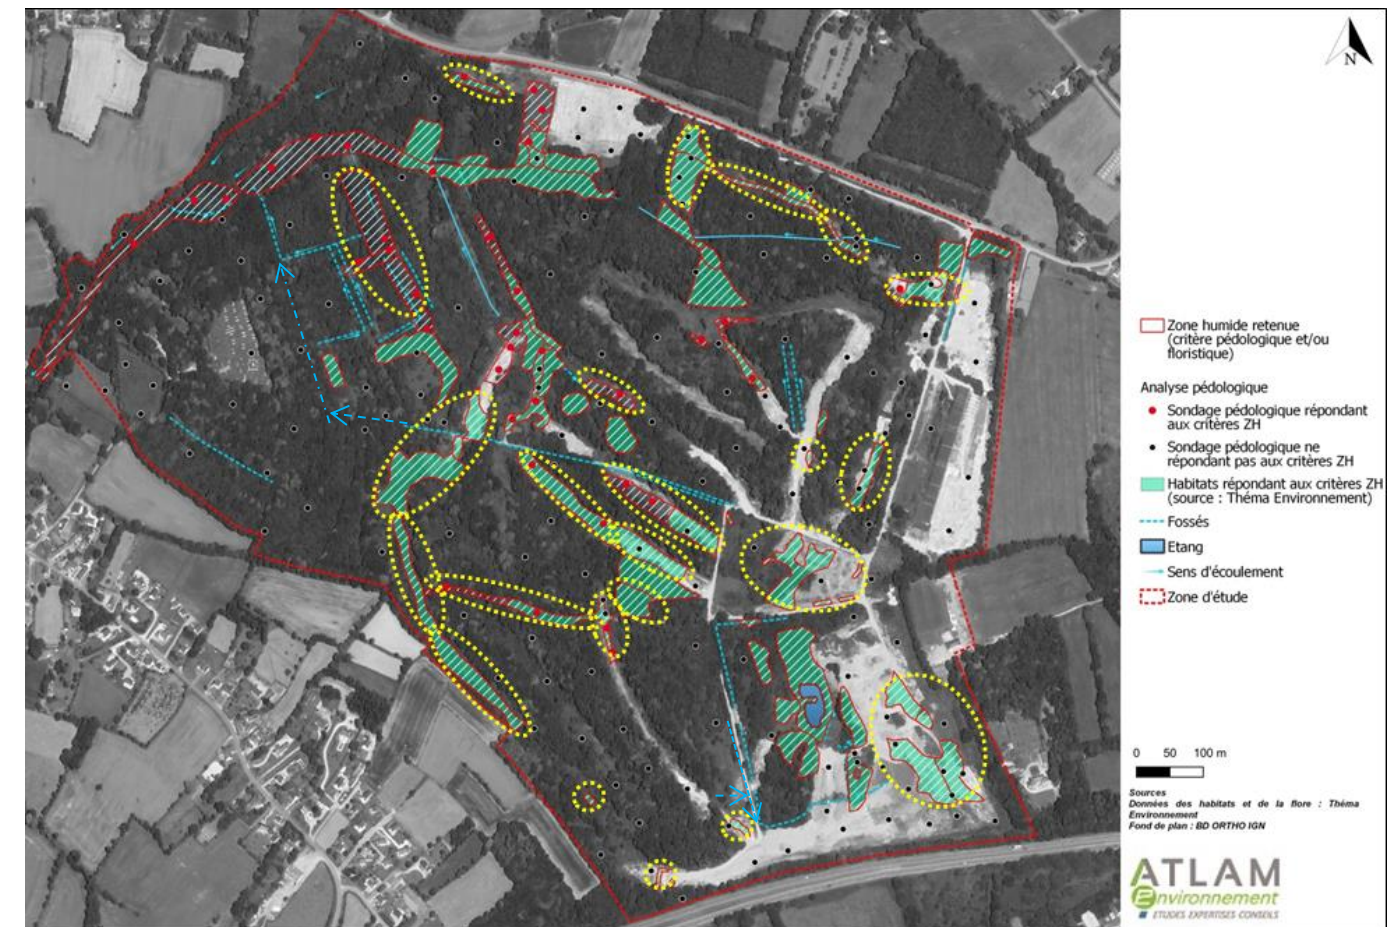 N
Zone humide retenue
(critère pédologique et/ou
floristique)
Analyse pédologique
Sondage pédologique répondant
aux critères ZH
Sondage pédologique ne
répondant pas aux critères ZH
Habitats répondant aux critères ZH
(source : Théma Environnement)
Fossés
Etang
Sens d'écoulement
Zone d'étude
0 50 100 m
Sources
Données des habitats et de la flore : Théma
Environnement
Fond de plan : BD ORTHO IGN
ATLAM
environnement
ETUDES EXPERTISES CONSEILS